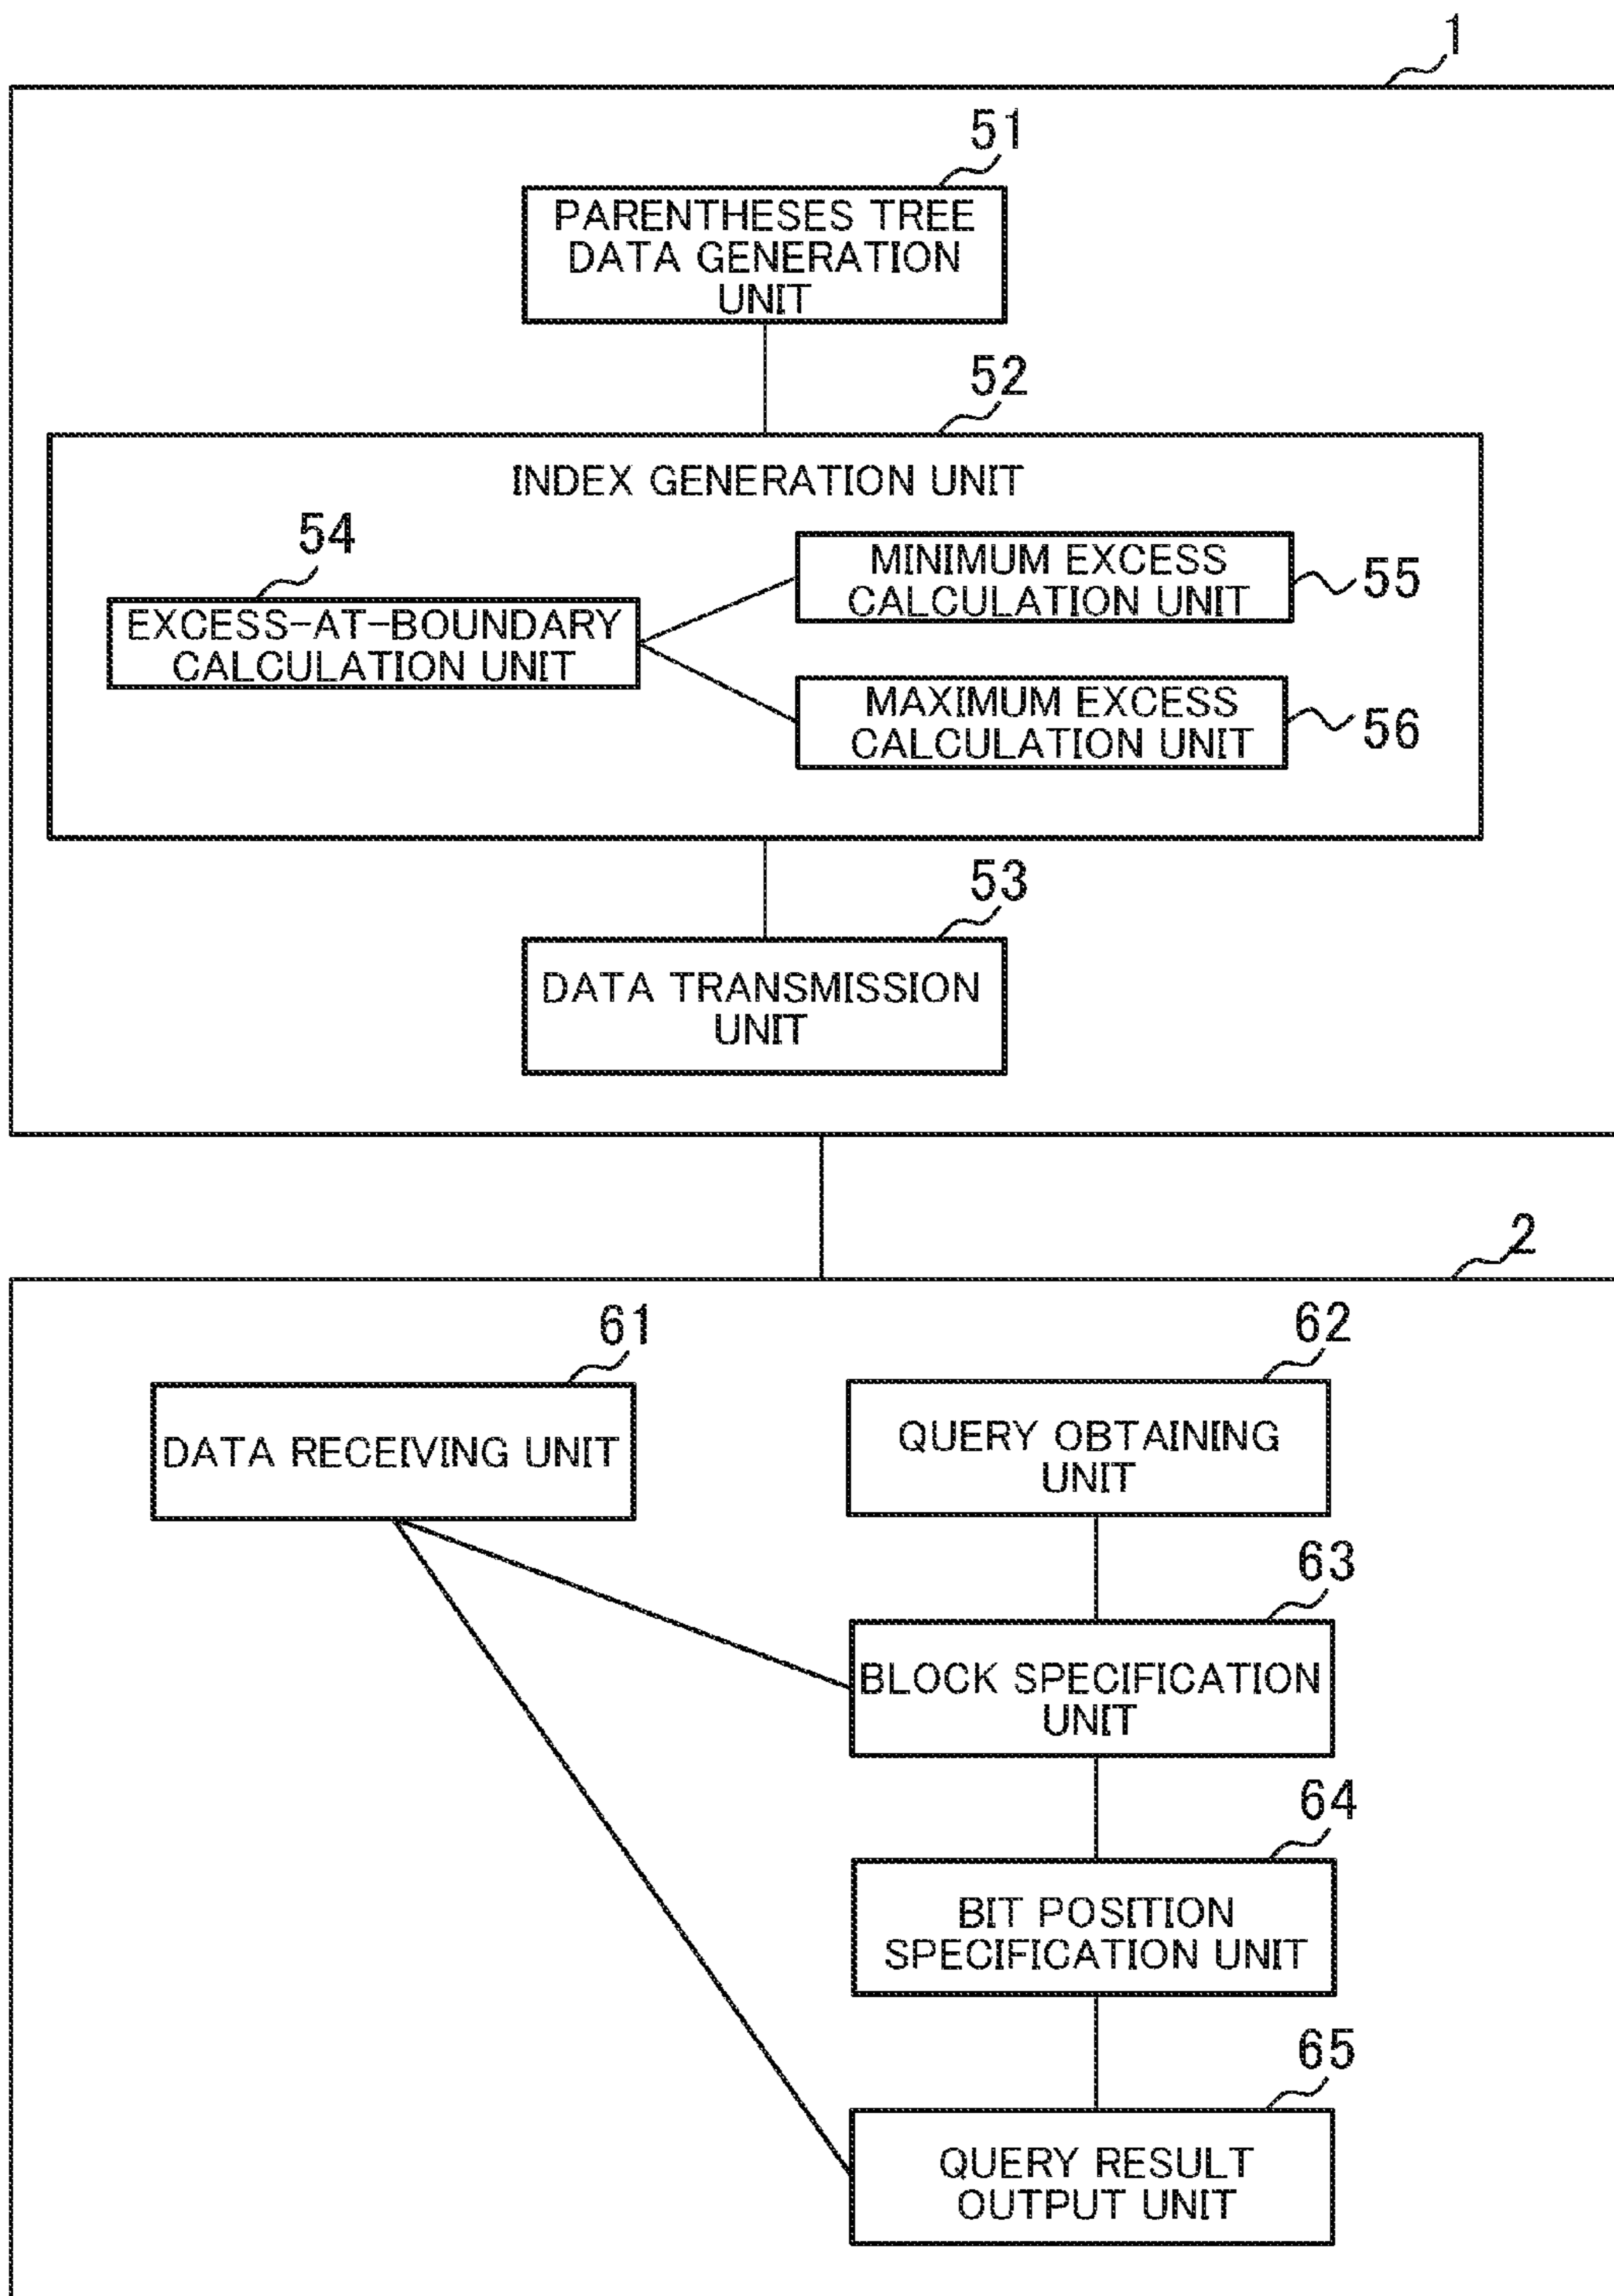 1
51
PARENTHESES TREE
DATA GENERATION
UNIT
52
INDEX GENERATION UNIT
54
EXCESS-AT-BOUNDARY
CALCULATION UNIT
MINIMUM EXCESS
CALCULATION UNIT
55
MAXIMUM EXCESS
CALCULATION UNIT
56
53
DATA TRANSMISSION
UNIT
2
61
DATA RECEIVING UNIT
62
QUERY OBTAINING
UNIT
63
BLOCK SPECIFICATION
UNIT
64
BIT POSITION
SPECIFICATION UNIT
65
QUERY RESULT
OUTPUT UNIT